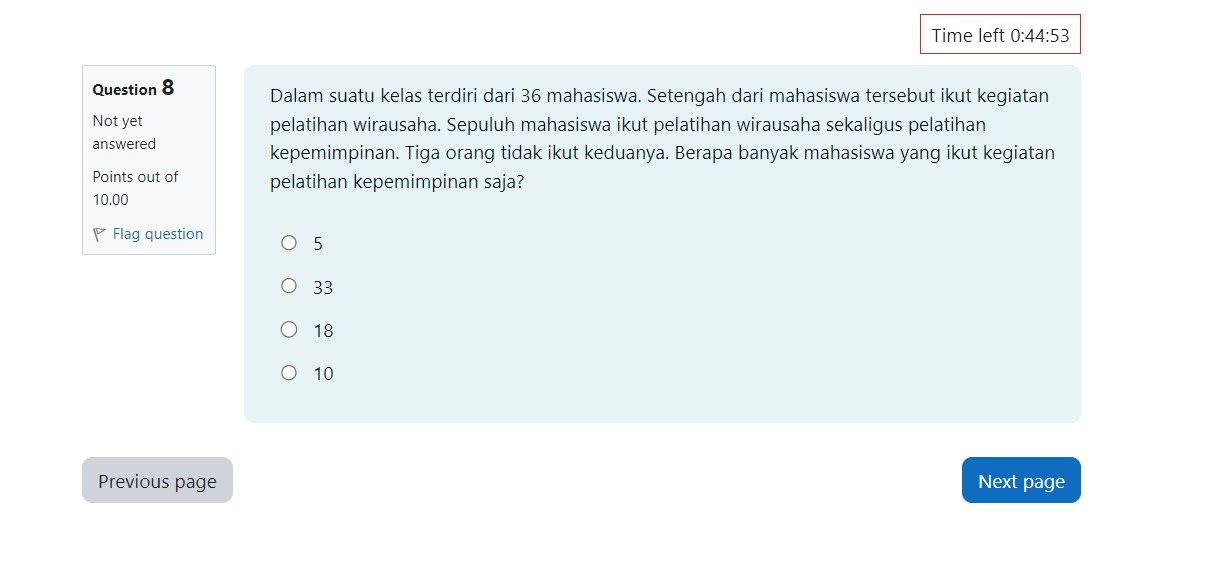 Time left 0:44:53
Question 8
Not yet
answered
Points out of
10.00
Flag question
Dalam suatu kelas terdiri dari 36 mahasiswa. Setengah dari mahasiswa tersebut ikut kegiatan
pelatihan wirausaha. Sepuluh mahasiswa ikut pelatihan wirausaha sekaligus pelatihan
kepemimpinan. Tiga orang tidak ikut keduanya. Berapa banyak mahasiswa yang ikut kegiatan
pelatihan kepemimpinan saja?
5
33
18
10
Previous page
Next page